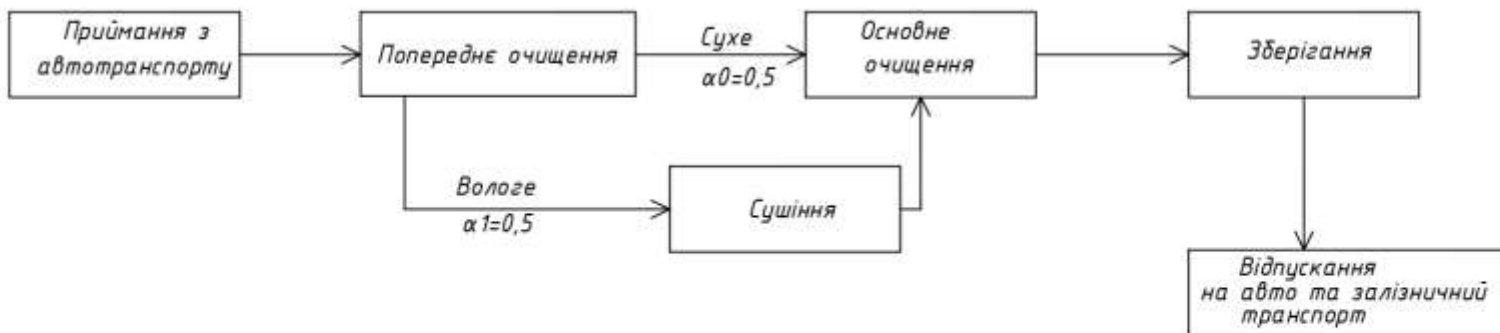 Приймання з
автотранспорту
Попереднє очищення
Сухе
α0=0,5
Основне
очищення
Зберігання
Вологе
α1=0,5
Сушіння
Відпускання
на авто та залізничний
транспорт